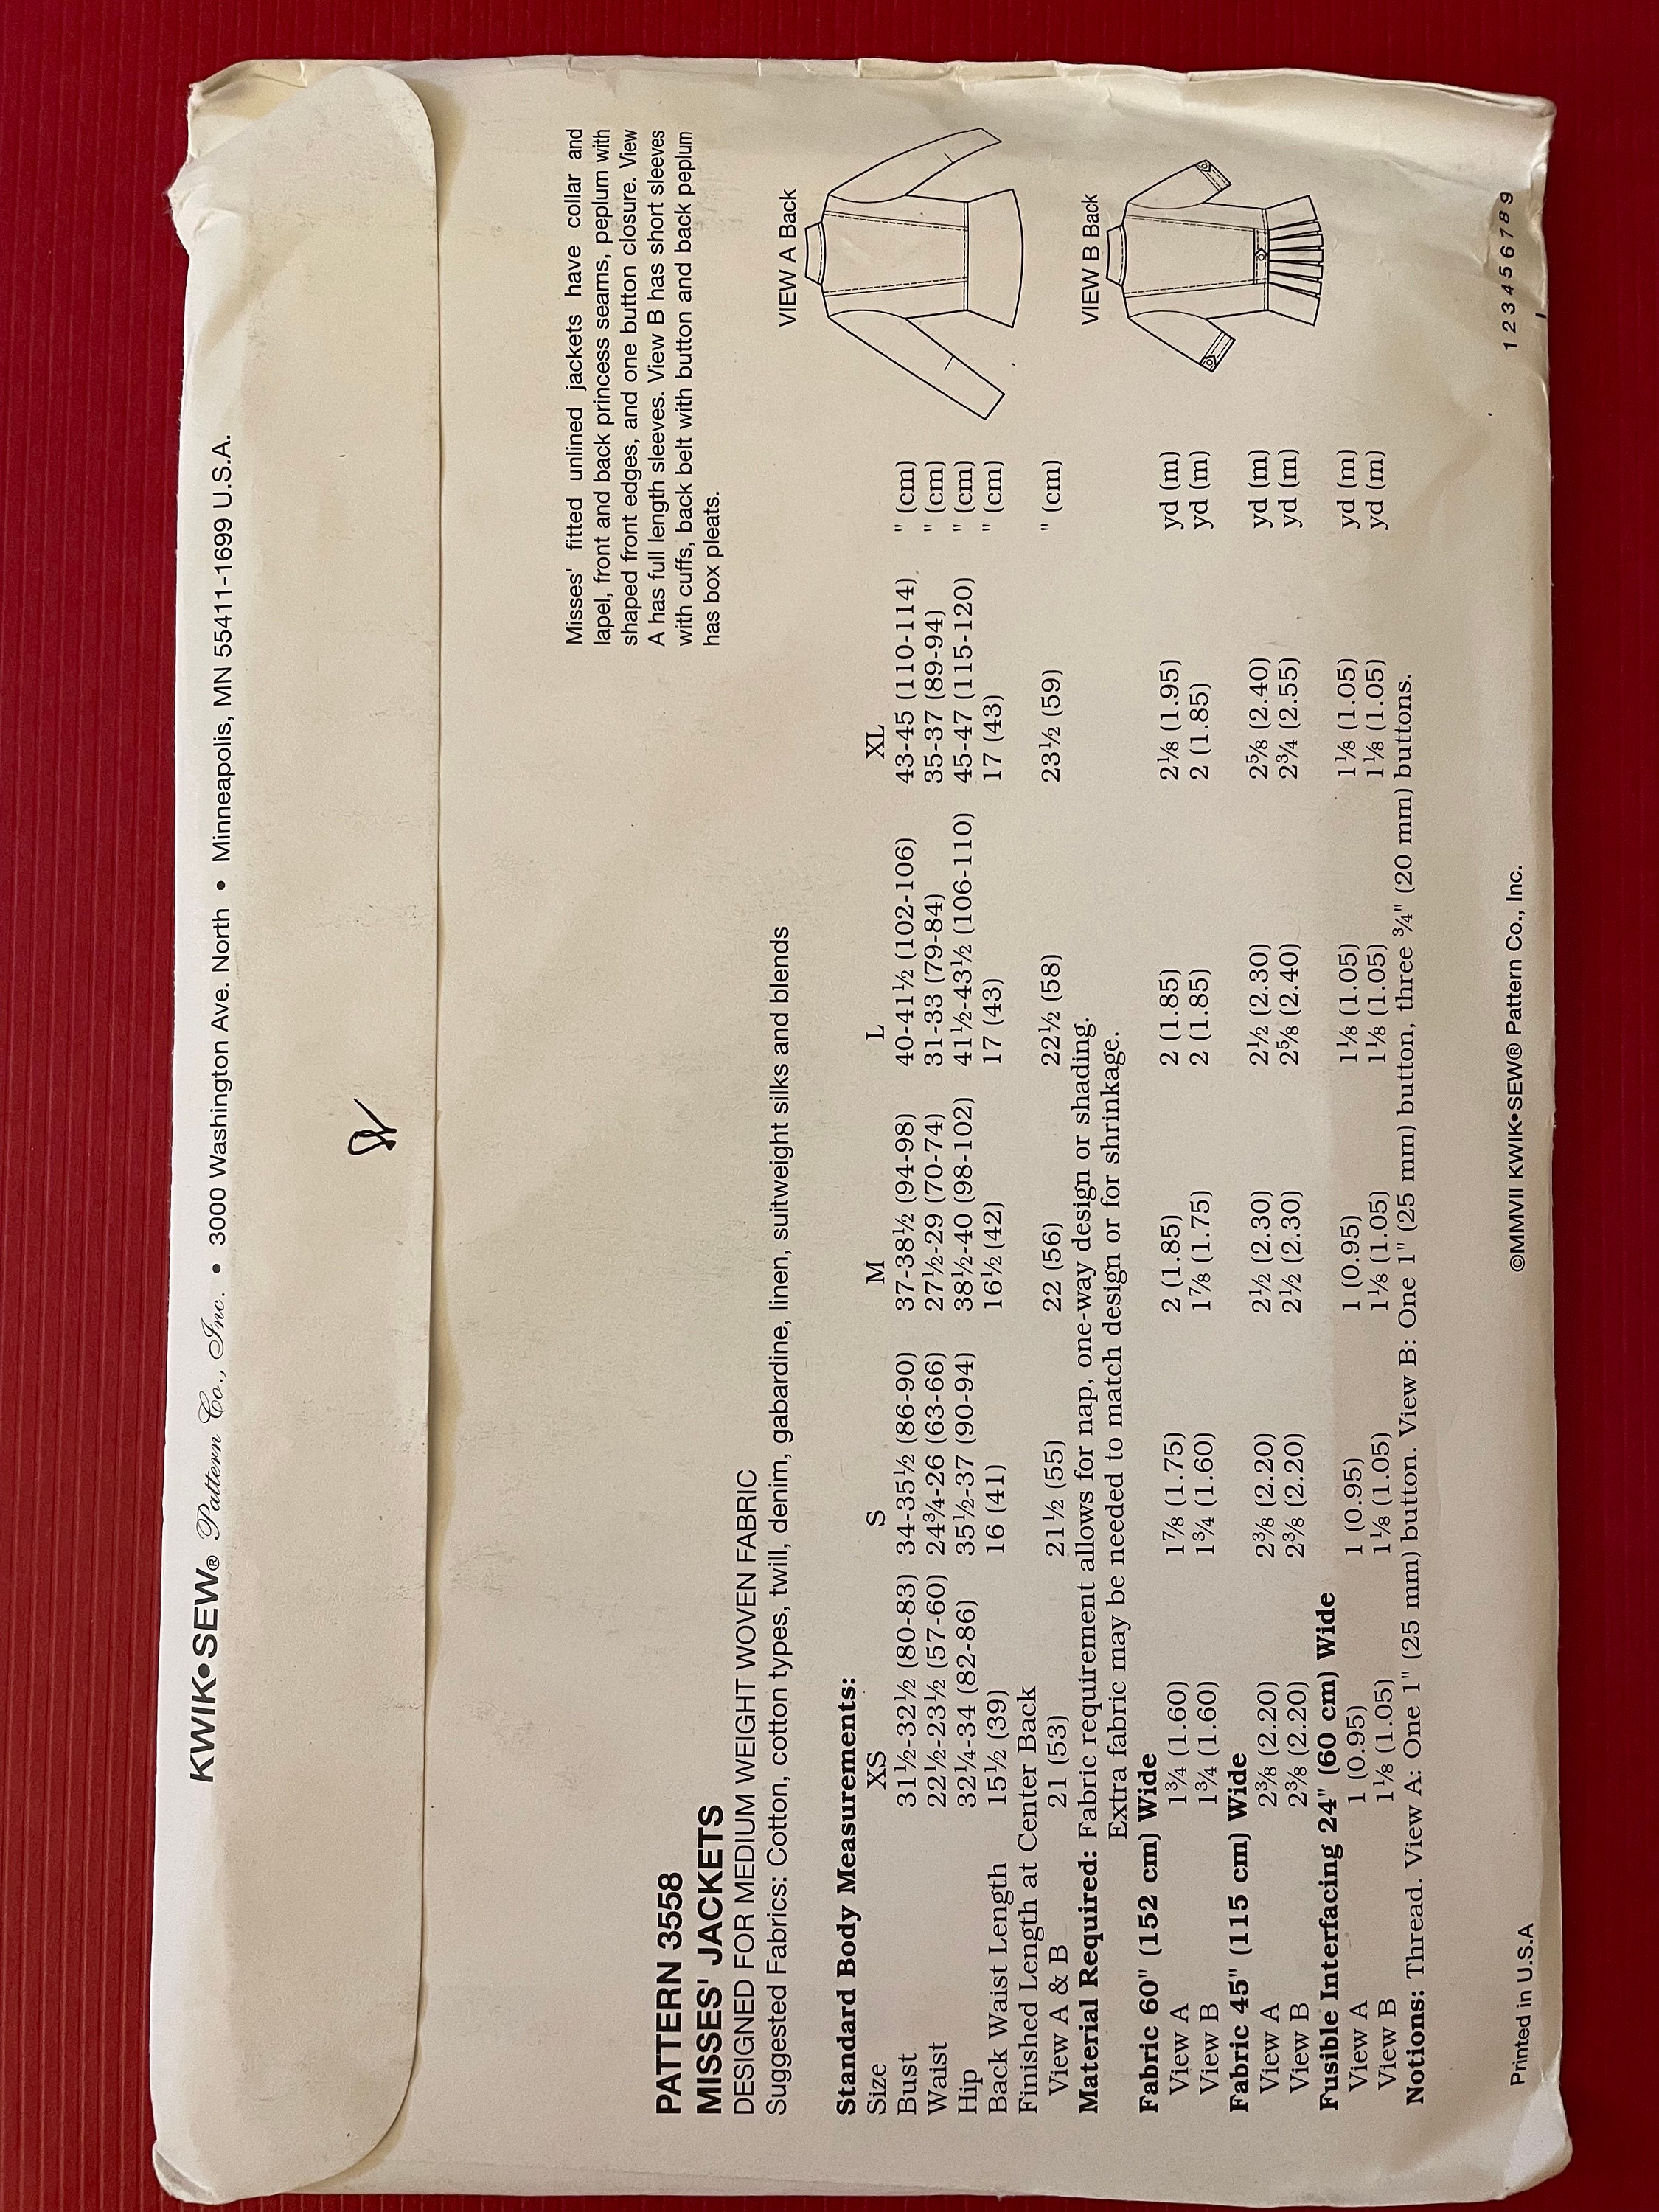 KWIK•SEW® Pattern Co., Inc. • 3000 Washington Ave. North • Minneapolis, MN 55411-1699 U.S.A.
PATTERN 3558
MISSES' JACKETS
DESIGNED FOR MEDIUM WEIGHT WOVEN FABRIC
Suggested Fabrics: Cotton, cotton types, twill, denim, gabardine, linen, suitweight silks and blends
Misses' fitted unlined jackets have collar and
lapel, front and back princess seams, peplum with
shaped front edges, and one button closure. View
A has full length sleeves. View B has short sleeves
with cuffs, back belt with button and back peplum
has box pleats.
VIEW A Back
VIEW B Back
Standard Body Measurements:
Size XS S M L XL
Bust 31½-32½ (80-83) 34-35½ (86-90) 37-38½ (94-98) 40-41½ (102-106) 43-45 (110-114) " (cm)
Waist 22½-23½ (57-60) 24¾-26 (63-66) 27½-29 (70-74) 31-33 (79-84) 35-37 (89-94) " (cm)
Hip 32¼-34 (82-86) 35½-37 (90-94) 38½-40 (98-102) 41½-43½ (106-110) 45-47 (115-120) " (cm)
Back Waist Length 15½ (39) 16 (41) 16½ (42) 17 (43) 17 (43) " (cm)
Finished Length at Center Back
View A & B 21 (53) 21½ (55) 22 (56) 22½ (58) 23½ (59) " (cm)
Material Required: Fabric requirement allows for nap, one-way design or shading.
Extra fabric may be needed to match design or for shrinkage.
Fabric 60" (152 cm) Wide
View A 1¾ (1.60) 1⅞ (1.75) 2 (1.85) 2 (1.85) 2⅛ (1.95) yd (m)
View B 1¾ (1.60) 1¾ (1.60) 1⅞ (1.75) 2 (1.85) 2 (1.85) yd (m)
Fabric 45" (115 cm) Wide
View A 2⅜ (2.20) 2⅜ (2.20) 2½ (2.30) 2½ (2.30) 2⅝ (2.40) yd (m)
View B 2⅜ (2.20) 2⅜ (2.20) 2½ (2.30) 2⅝ (2.40) 2¾ (2.55) yd (m)
Fusible Interfacing 24" (60 cm) Wide
View A 1 (0.95) 1 (0.95) 1 (0.95) 1⅛ (1.05) 1⅛ (1.05) yd (m)
View B 1⅛ (1.05) 1⅛ (1.05) 1⅛ (1.05) 1⅛ (1.05) 1⅛ (1.05) yd (m)
Notions: Thread. View A: One 1" (25 mm) button. View B: One 1" (25 mm) button, three ¾" (20 mm) buttons.
Printed in U.S.A
©MMVII KWIK•SEW® Pattern Co., Inc.
1 2 3 4 5 6 7 8 9